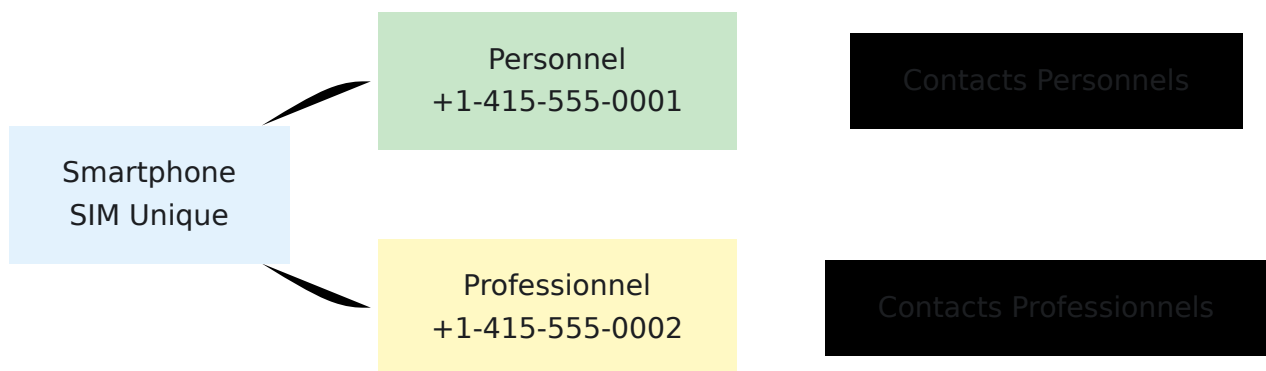 Smartphone
SIM Unique
Personnel
+1-415-555-0001
Contacts Personnels
Professionnel
+1-415-555-0002
Contacts Professionnels